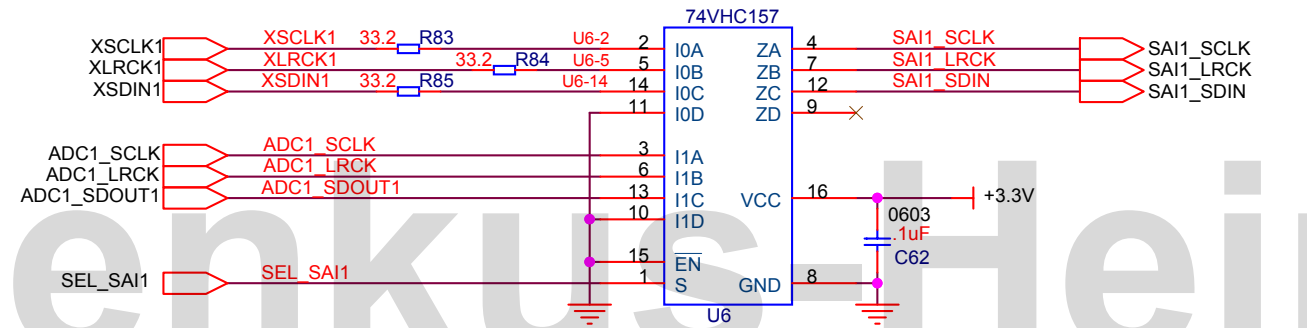 74VHC157
XSCLK1 XSCLK1 33.2 R83 U6-2 2 I0A ZA 4 SAI1_SCLK SAI1_SCLK
XLRCK1 XLRCK1 33.2 R84 U6-5 5 I0B ZB 7 SAI1_LRCK SAI1_LRCK
XSDIN1 XSDIN1 33.2 R85 U6-14 14 I0C ZC 12 SAI1_SDIN SAI1_SDIN
11 I0D ZD 9
ADC1_SCLK ADC1_SCLK 3 I1A
ADC1_LRCK ADC1_LRCK 6 I1B
ADC1_SDOUT1 ADC1_SDOUT1 13 I1C VCC 16 +3.3V
10 I1D 0603
.1uF
15 EN C62
SEL_SAI1 SEL_SAI1 1 S GND 8
U6
enkus-Hein